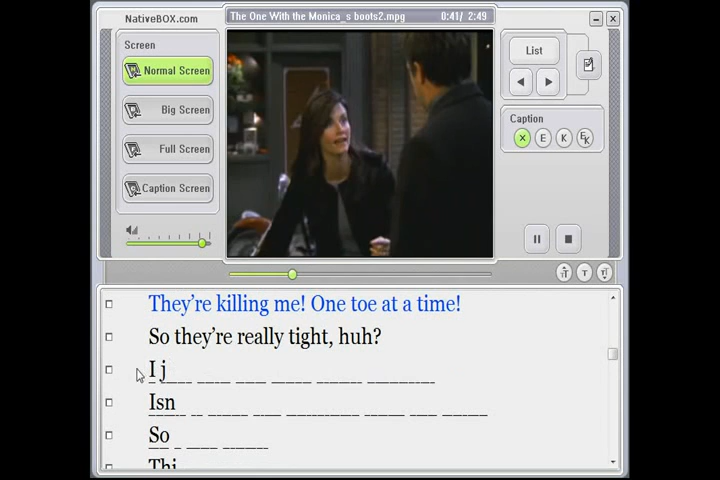 NativeBOX.com
The One With the Monica_s boots2.mpg 0:41/ 2:49
Screen
Normal Screen
Big Screen
Full Screen
Caption Screen
List
Caption
X E K EK
T T T
They're killing me! One toe at a time!
So they're really tight, huh?
I j
Isn
So
Thi